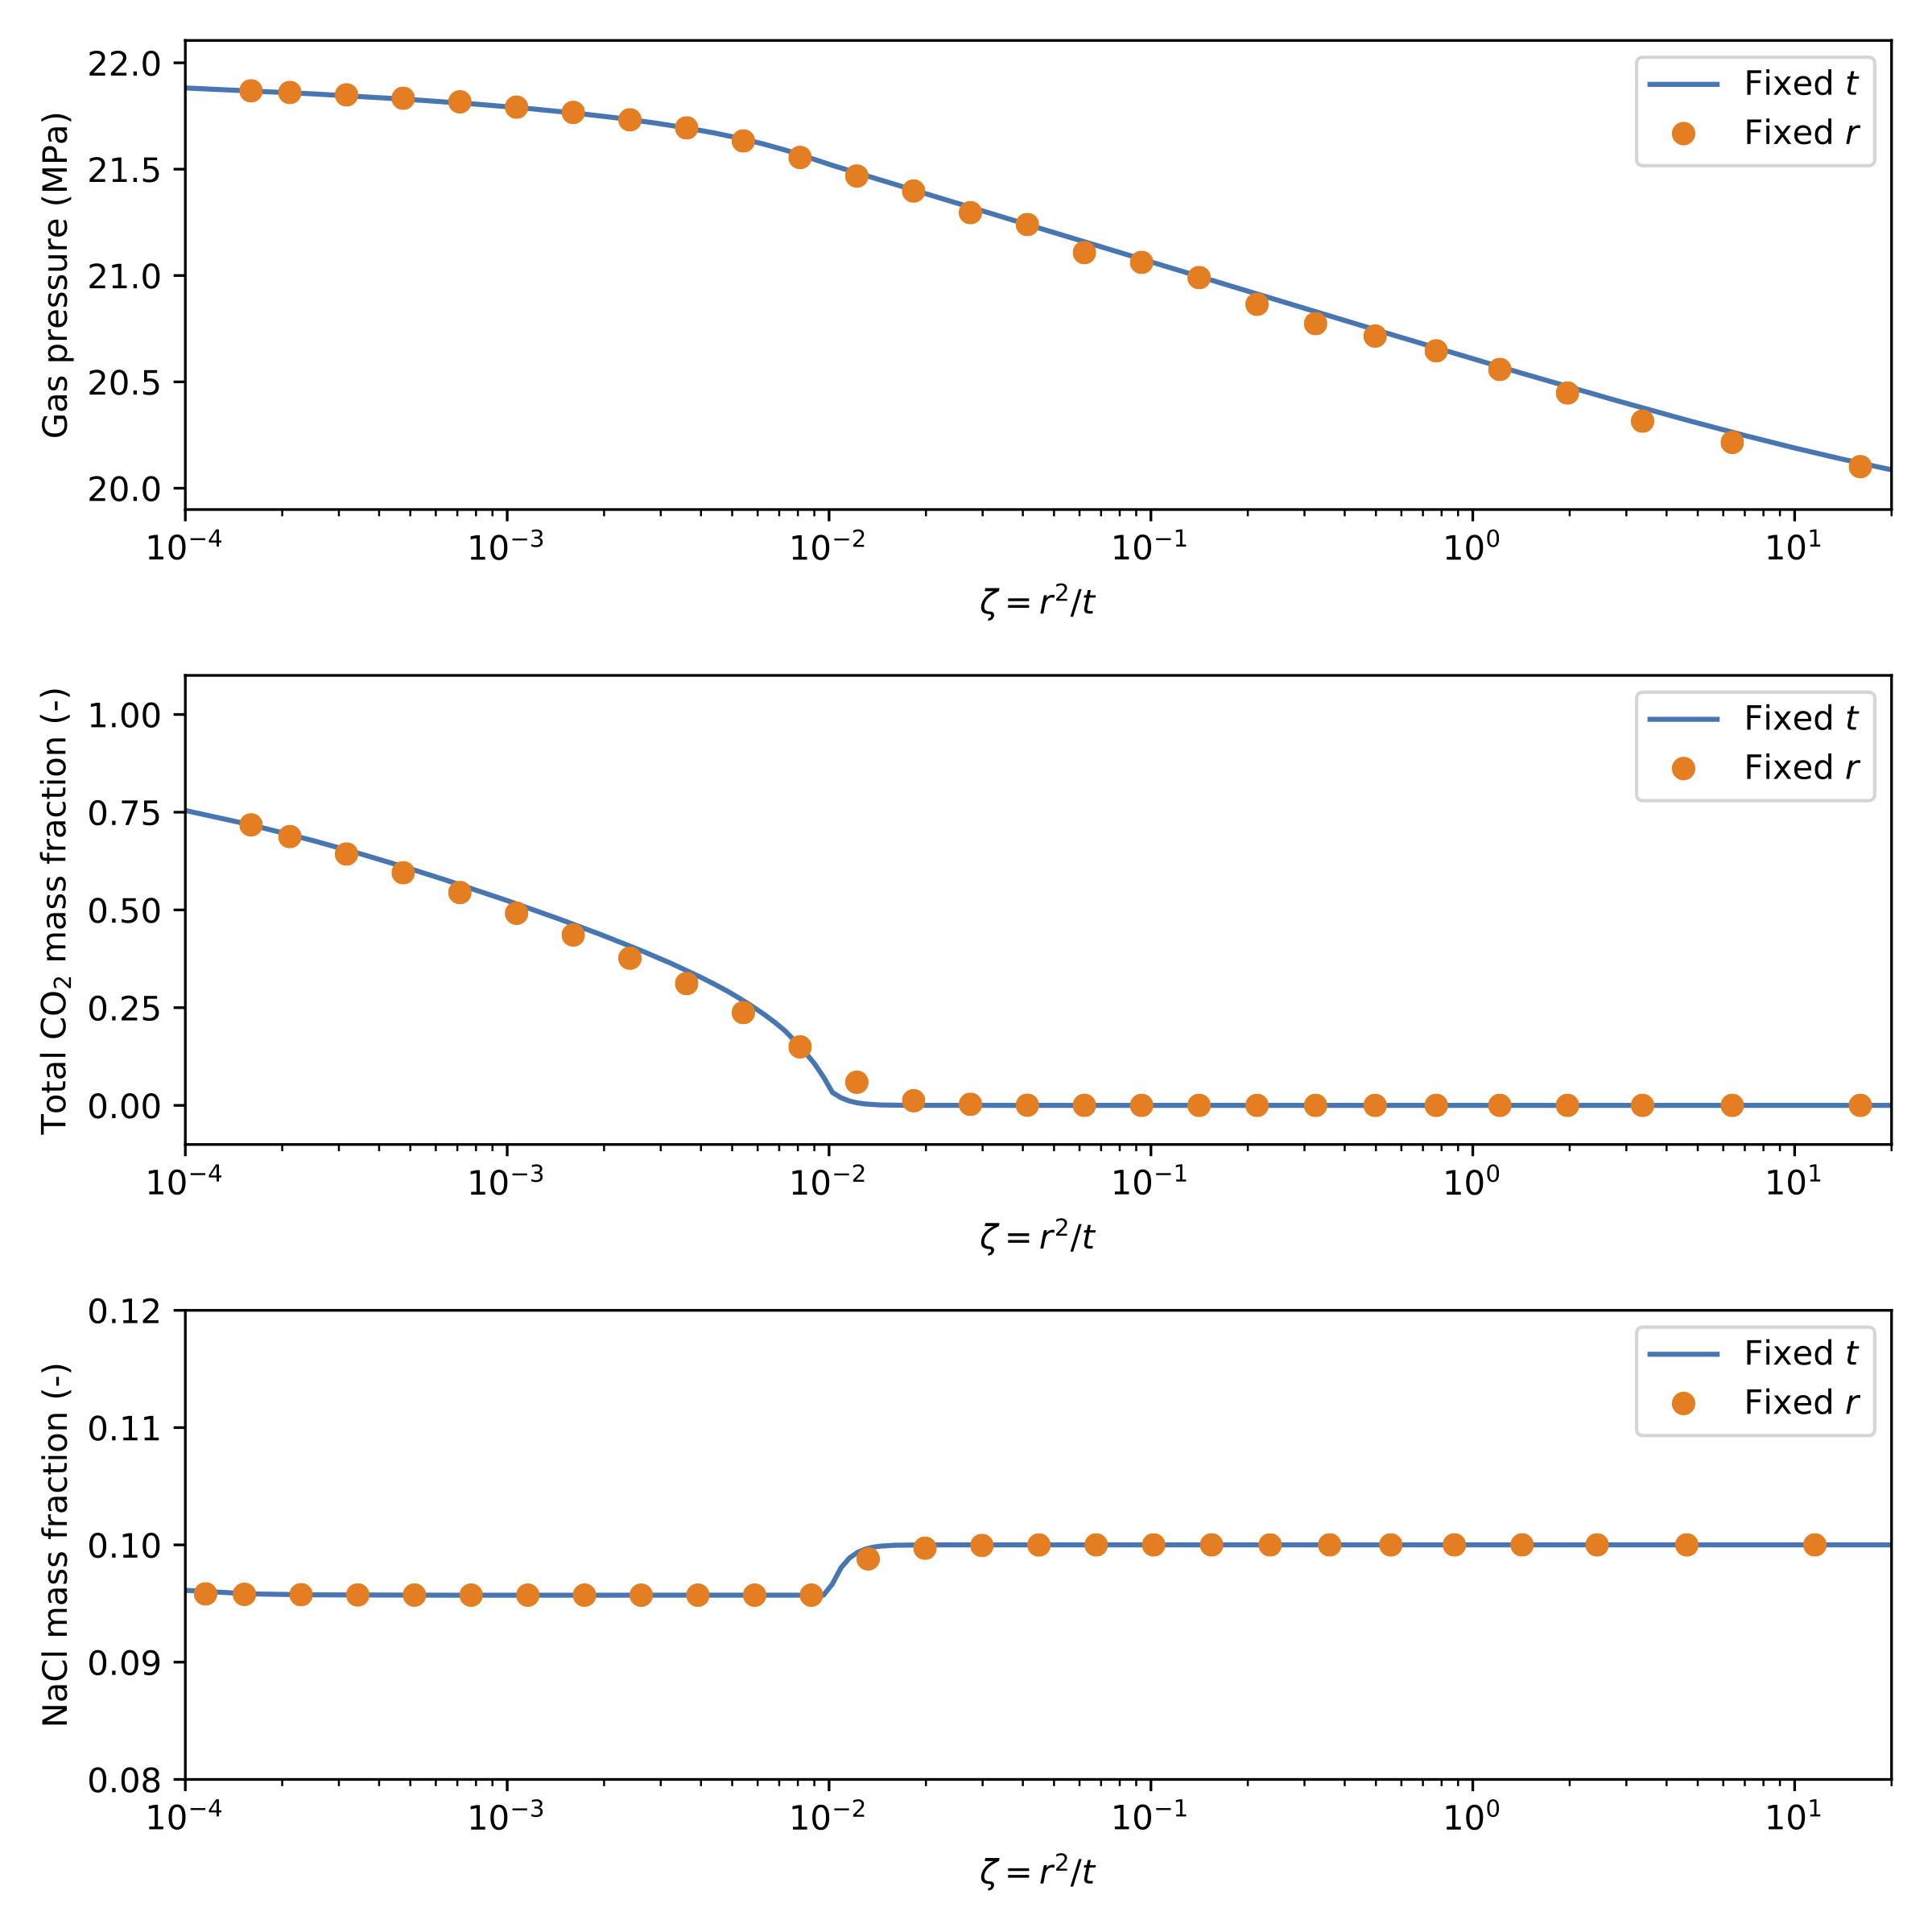 22.0
21.5
21.0
20.5
20.0
Gas pressure (MPa)
Fixed t
Fixed r
10⁻⁴ 10⁻³ 10⁻² 10⁻¹ 10⁰ 10¹
ζ = r²/t
1.00
0.75
0.50
0.25
0.00
Total CO₂ mass fraction (-)
Fixed t
Fixed r
10⁻⁴ 10⁻³ 10⁻² 10⁻¹ 10⁰ 10¹
ζ = r²/t
0.12
0.11
0.10
0.09
0.08
NaCl mass fraction (-)
Fixed t
Fixed r
10⁻⁴ 10⁻³ 10⁻² 10⁻¹ 10⁰ 10¹
ζ = r²/t